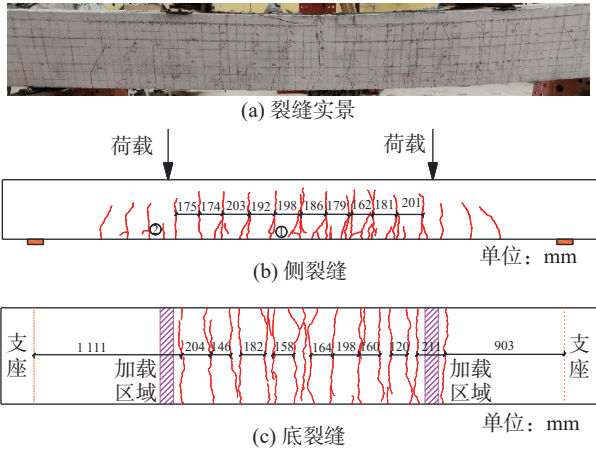 (a) 裂缝实景
荷载 荷载
175 174 203 192 198 186 179 162 181 201
2 1
单位：mm
(b) 侧裂缝
支座 1 111 加载区域 204 146 182 158 164 198 160 120 211 加载区域 903 支座
单位：mm
(c) 底裂缝